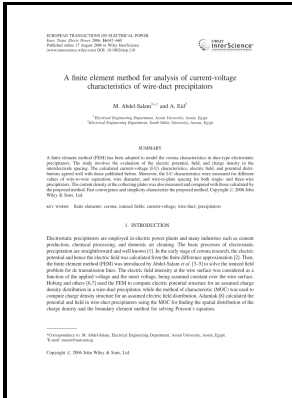 EUROPEAN TRANSACTIONS ON ELECTRICAL POWER
Euro. Trans. Electr. Power 2006; 16:647–660
Published online 17 August 2006 in Wiley InterScience
WILEY
InterScience®
A finite element method for analysis of current-voltage
characteristics of wire-duct precipitators
M. Abdel-Salam and A. Eid
Electrical Engineering Department, Assiut University, Assiut, Egypt
Electrical Engineering Department, South Valley University, Aswan, Egypt
SUMMARY
A finite element method (FEM) has been adopted to model the corona characteristics in duct-type electrostatic
precipitators. The study involves the evaluation of the electric potential, field, and charge density in the
interelectrode spacing. The calculated current-voltage characteristics, electric field, and potential distri-
butions agreed well with those published before. Moreover, the characteristics were measured for different
values of wire-to-wire separation, wire diameter, and wire-to-plate spacing for both single- and three-wire
precipitators. The current density at the collecting plates was also measured and compared with those calculated by
the proposed method. Fast convergence and simplicity characterize the proposed method. Copyright © 2006 John
Wiley & Sons, Ltd.
KEY WORDS: finite elements; corona; ionized fields; current-voltage; wire-duct; precipitators
1. INTRODUCTION
Electrostatic precipitators are employed in electric power plants and many industries such as cement
production, chemical processing, and domestic air cleaning. The basic processes of electrostatic
precipitation are straightforward and well known [1]. In the early stage of corona research, the electric
potential and hence the electric field was calculated from the finite difference approximation [2]. Then,
the finite element method (FEM) was introduced by Abdel-Salam et al. [3–5] to solve the ionized field
problem for dc transmission lines. The electric field intensity at the wire surface was considered as a
function of the applied voltage and the onset voltage, being assumed constant over the wire surface.
Hoburg and others [6,7] used the FEM to compute electric potential structure for an assumed charge
density distribution in a wire-duct precipitator, while the method of characteristic (MOC) was used to
compute charge density structure for an assumed electric field distribution. Adamiak [8] calculated the
potential and field in wire-duct precipitators using the MOC for finding the spatial distribution of the
charge density and the boundary element method for solving Poisson's equation.
*Correspondence to: M. Abdel-Salam, Electrical Engineering Department, Assiut University, Assiut, Egypt.
Copyright © 2006 John Wiley & Sons, Ltd.